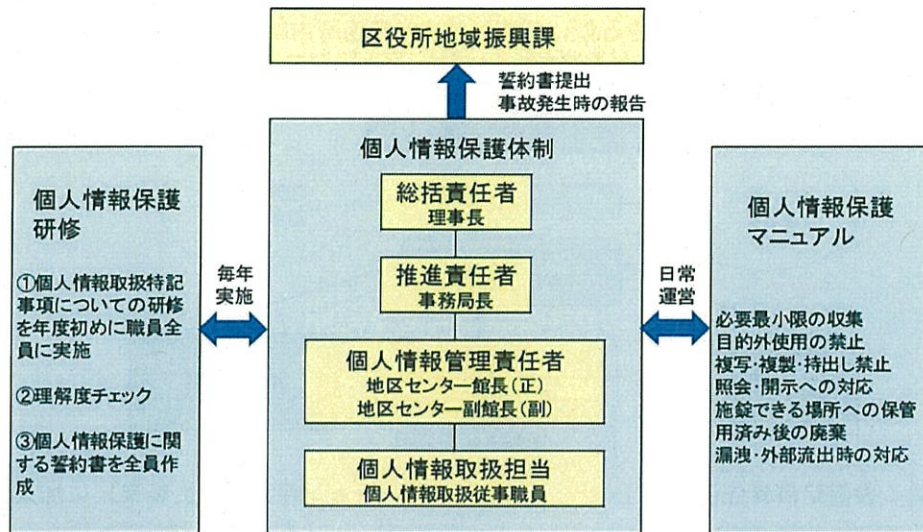 区役所地域振興課
誓約書提出
事故発生時の報告
個人情報保護体制
総括責任者
理事長
推進責任者
事務局長
個人情報管理責任者
地区センター館長(正)
地区センター副館長(副)
個人情報取扱担当
個人情報取扱従事職員
個人情報保護
研修
①個人情報取扱特記
事項についての研修
を年度初めに職員全
員に実施
②理解度チェック
③個人情報保護に関
する誓約書を全員作
成
毎年
実施
日常
運営
個人情報保護
マニュアル
必要最小限の収集
目的外使用の禁止
複写・複製・持出し禁止
照会・開示への対応
施錠できる場所への保管
用済み後の廃棄
漏洩・外部流出時の対応